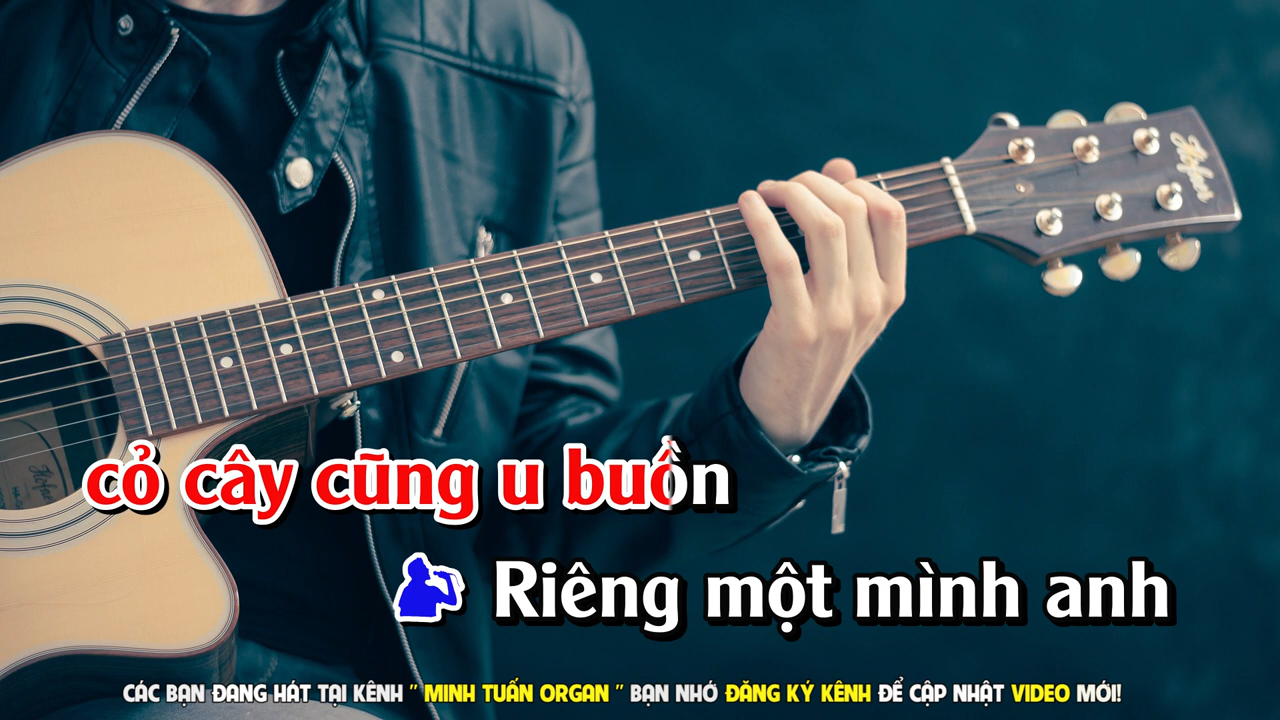 Höfner
cỏ cây cũng u buồn
Riêng một mình anh
CÁC BẠN ĐANG HÁT TẠI KÊNH " MINH TUẤN ORGAN " BẠN NHỚ ĐĂNG KÝ KÊNH ĐỂ CẬP NHẬT VIDEO MỚI!